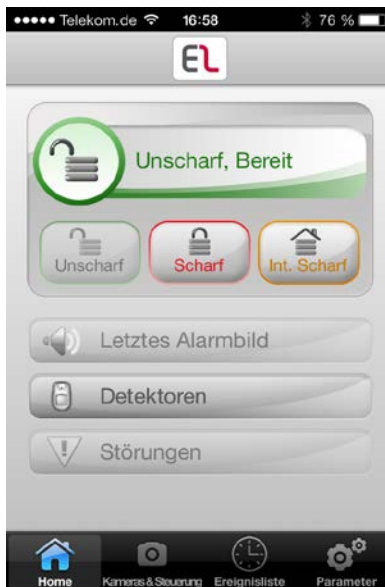 Telekom.de 16:58 76 %
EL
Unscharf, Bereit
Unscharf Scharf Int. Scharf
Letztes Alarmbild
Detektoren
Störungen
Home Kameras & Steuerung Ereignisliste Parameter